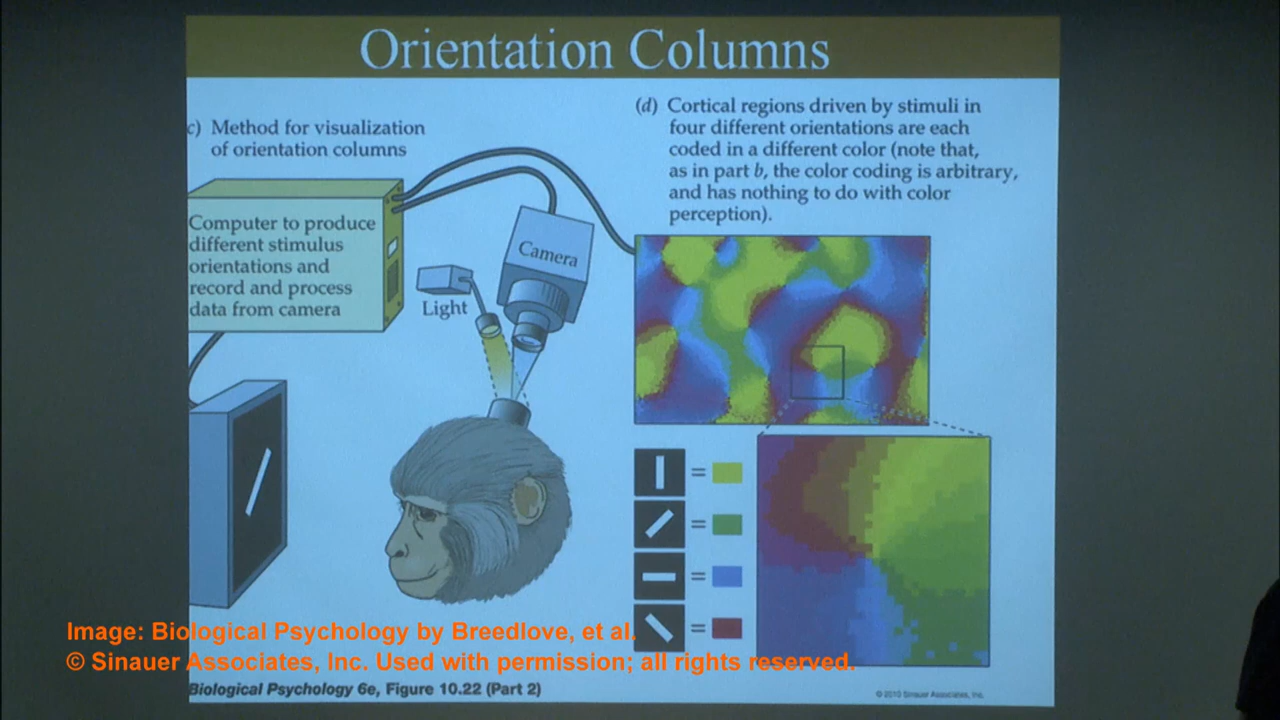 Orientation Columns
c) Method for visualization
of orientation columns
Computer to produce
different stimulus
orientations and
record and process
data from camera
Light
Camera
(d) Cortical regions driven by stimuli in
four different orientations are each
coded in a different color (note that,
as in part b, the color coding is arbitrary,
and has nothing to do with color
perception).
=
=
=
=
Image: Biological Psychology by Breedlove, et al.
© Sinauer Associates, Inc. Used with permission; all rights reserved.
Biological Psychology 6e, Figure 10.22 (Part 2)
© 2010 Sinauer Associates, Inc.